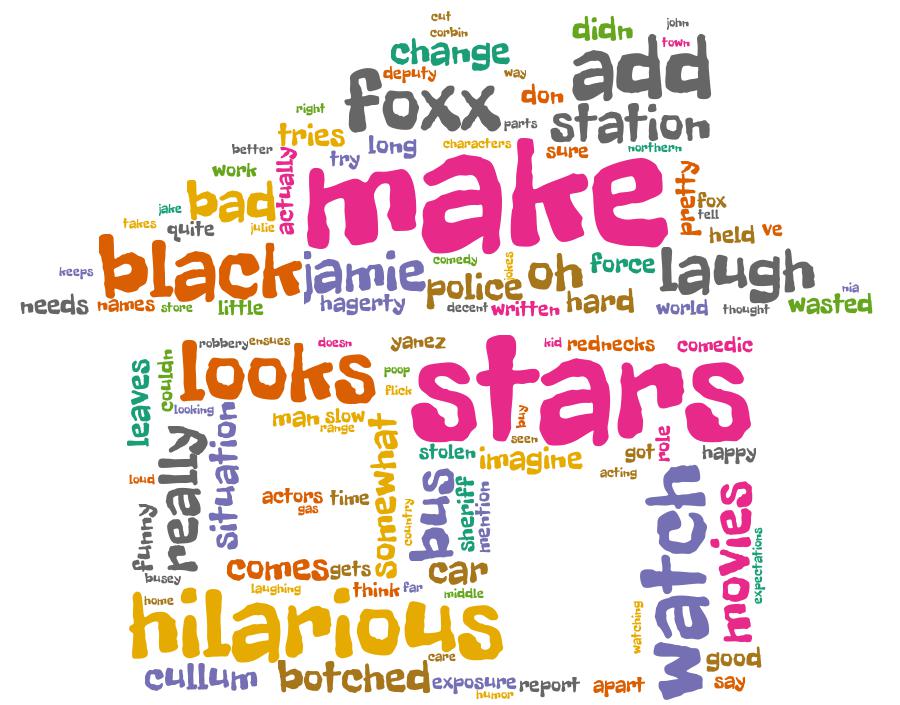 cut
corbin
change
didn
john
town
deputy
way
add
foxx
don
right
parts
station
tries
better
try
long
characters
sure
northern
work
actually
make
pretty
bad
jake
julie
fox
tell
takes
quite
held
ve
black
keeps
jamie
comedy
jokes
oh
force
laugh
police
nia
needs
names
store
little
hagerty
decent
written
hard
world
thought
wasted
robbery
ensues
doesn
yanez
kid
rednecks
comedic
looks
stars
leaves
couldn
poop
flick
looking
man
slow
range
buy
seen
really
situation
somewhat
stolen
imagine
got
role
happy
acting
loud
actors
time
gas
country
bus
sheriff
mention
watch
movies
expectations
funny
busey
comes
gets
car
laughing
think
far
middle
home
hilarious
care
watching
good
cullum
botched
exposure
humor
report
apart
say